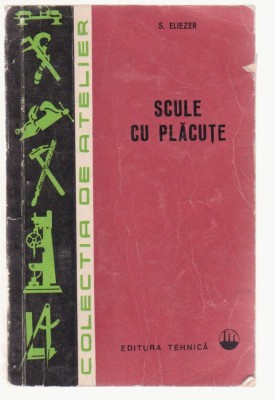 S. ELIEZER
SCULE
CU PLĂCUȚE
COLECȚIA DE ATELIER
EDITURA TEHNICĂ